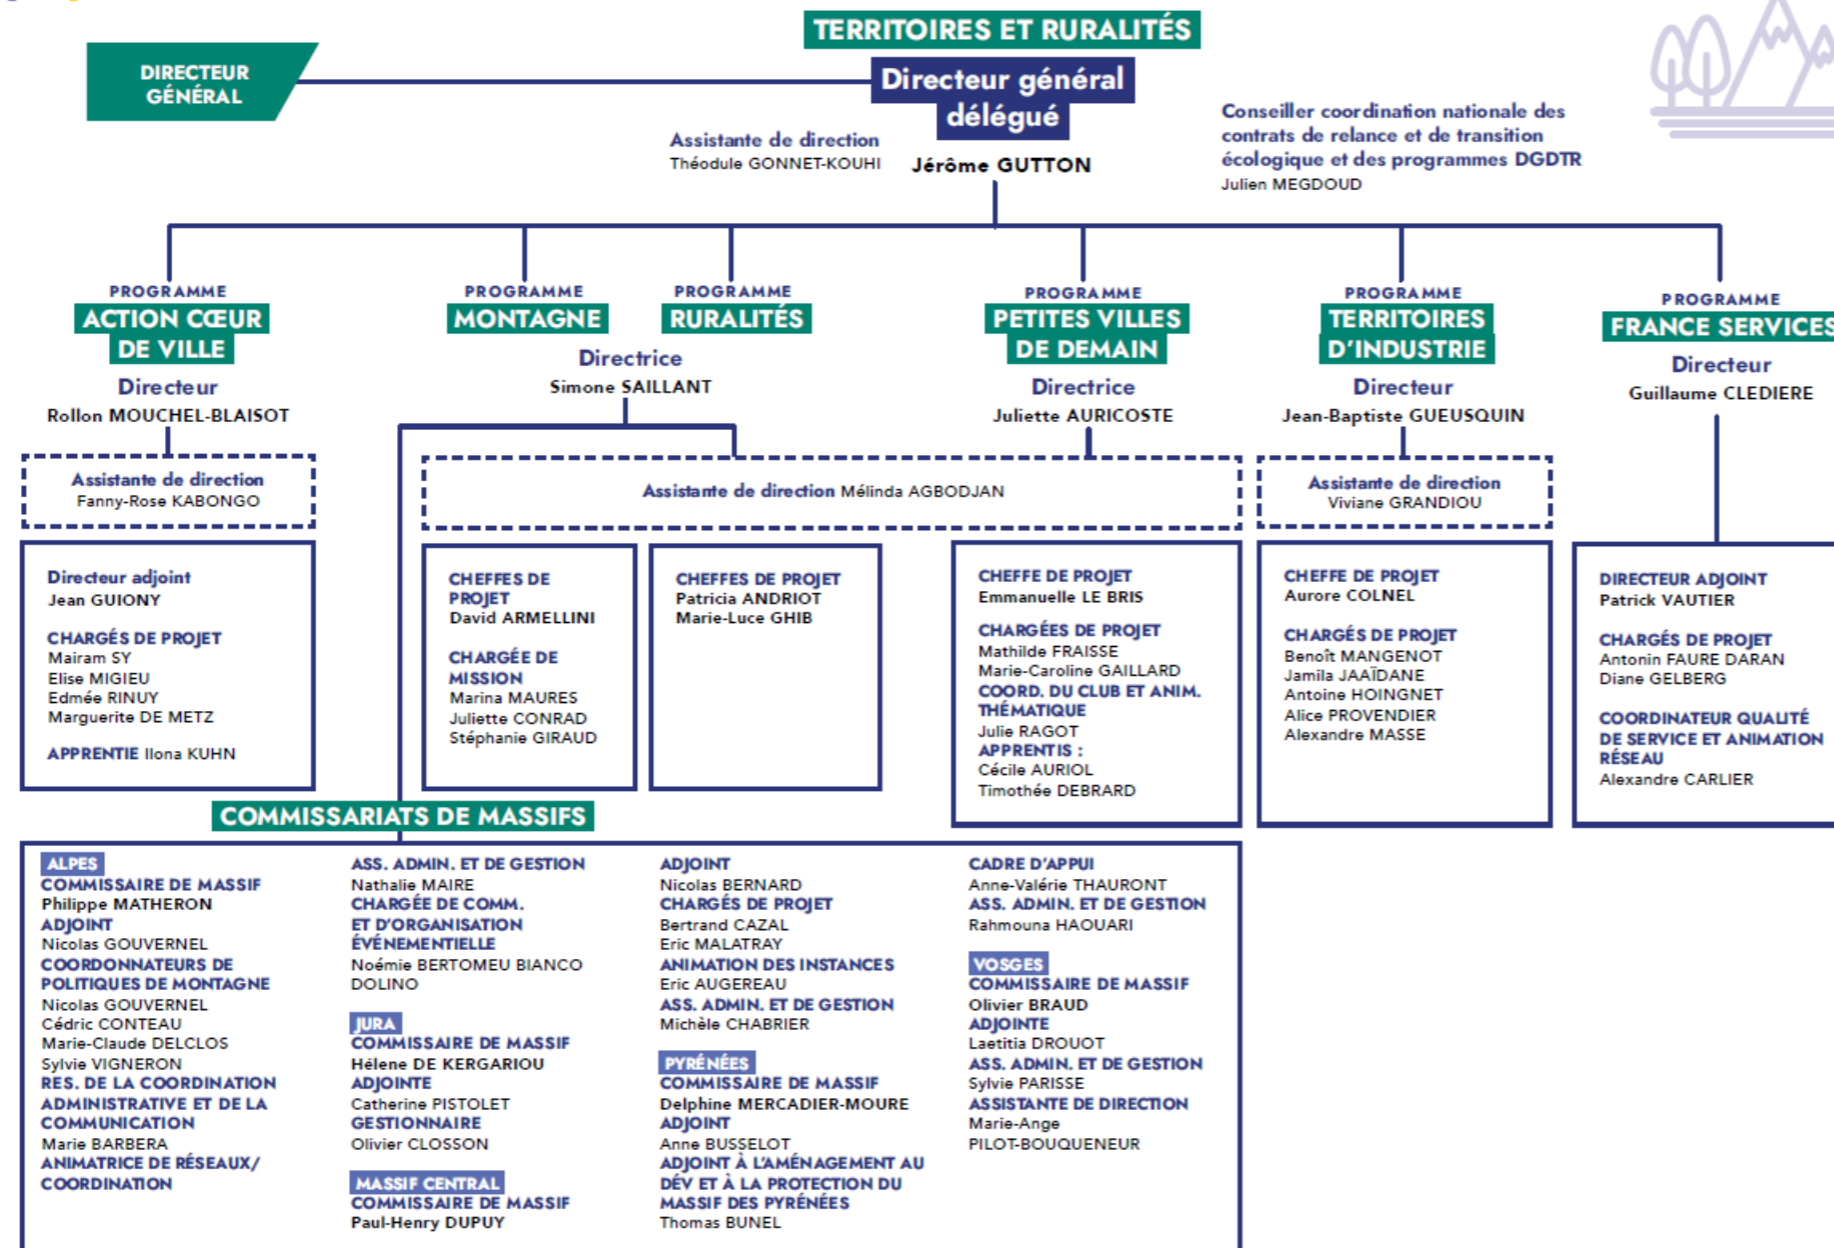 TERRITOIRES ET RURALITÉS
DIRECTEUR
GÉNÉRAL
Directeur général
délégué
Assistante de direction
Théodule GONNET-KOUHI
Jérôme GUTTON
Conseiller coordination nationale des
contrats de relance et de transition
écologique et des programmes DGDTR
Julien MEGDOUD
PROGRAMME
ACTION CŒUR
DE VILLE
Directeur
Rollon MOUCHEL-BLAISOT
Assistante de direction
Fanny-Rose KABONGO
Directeur adjoint
Jean GUIONY
CHARGÉS DE PROJET
Mairam SY
Elise MIGIEU
Edmée RINUY
Marguerite DE METZ
APPRENTIE Ilona KUHN
PROGRAMME
MONTAGNE
PROGRAMME
RURALITÉS
Directrice
Simone SAILLANT
Assistante de direction Mélinda AGBODJAN
CHEFFES DE
PROJET
David ARMELLINI
CHARGÉE DE
MISSION
Marina MAURES
Juliette CONRAD
Stéphanie GIRAUD
CHEFFES DE PROJET
Patricia ANDRIOT
Marie-Luce GHIB
PROGRAMME
PETITES VILLES
DE DEMAIN
Directrice
Juliette AURICOSTE
CHEFFE DE PROJET
Emmanuelle LE BRIS
CHARGÉES DE PROJET
Mathilde FRAISSE
Marie-Caroline GAILLARD
COORD. DU CLUB ET ANIM.
THÉMATIQUE
Julie RAGOT
APPRENTIS :
Cécile AURIOL
Timothée DEBRARD
PROGRAMME
TERRITOIRES
D'INDUSTRIE
Directeur
Jean-Baptiste GUEUSQUIN
Assistante de direction
Viviane GRANDIOU
CHEFFE DE PROJET
Aurore COLNEL
CHARGÉS DE PROJET
Benoît MANGENOT
Jamila JAAÏDANE
Antoine HOINGNET
Alice PROVENDIER
Alexandre MASSE
PROGRAMME
FRANCE SERVICES
Directeur
Guillaume CLEDIERE
DIRECTEUR ADJOINT
Patrick VAUTIER
CHARGÉS DE PROJET
Antonin FAURE DARAN
Diane GELBERG
COORDINATEUR QUALITÉ
DE SERVICE ET ANIMATION
RÉSEAU
Alexandre CARLIER
COMMISSARIATS DE MASSIFS
ALPES
COMMISSAIRE DE MASSIF
Philippe MATHERON
ADJOINT
Nicolas GOUVERNEL
COORDONNATEURS DE
POLITIQUES DE MONTAGNE
Nicolas GOUVERNEL
Cédric CONTEAU
Marie-Claude DELCLOS
Sylvie VIGNERON
RES. DE LA COORDINATION
ADMINISTRATIVE ET DE LA
COMMUNICATION
Marie BARBERA
ANIMATRICE DE RÉSEAUX/
COORDINATION
ASS. ADMIN. ET DE GESTION
Nathalie MAIRE
CHARGÉE DE COMM.
ET D'ORGANISATION
ÉVÉNEMENTIELLE
Noémie BERTOMEU BIANCO
DOLINO
JURA
COMMISSAIRE DE MASSIF
Hélene DE KERGARIOU
ADJOINTE
Catherine PISTOLET
GESTIONNAIRE
Olivier CLOSSON
MASSIF CENTRAL
COMMISSAIRE DE MASSIF
Paul-Henry DUPUY
ADJOINT
Nicolas BERNARD
CHARGÉS DE PROJET
Bertrand CAZAL
Eric MALATRAY
ANIMATION DES INSTANCES
Eric AUGEREAU
ASS. ADMIN. ET DE GESTION
Michèle CHABRIER
PYRÉNÉES
COMMISSAIRE DE MASSIF
Delphine MERCADIER-MOURE
ADJOINT
Anne BUSSELOT
ADJOINT À L'AMÉNAGEMENT AU
DÉV ET À LA PROTECTION DU
MASSIF DES PYRÉNÉES
Thomas BUNEL
CADRE D'APPUI
Anne-Valérie THAURONT
ASS. ADMIN. ET DE GESTION
Rahmouna HAOUARI
VOSGES
COMMISSAIRE DE MASSIF
Olivier BRAUD
ADJOINTE
Laetitia DROUOT
ASS. ADMIN. ET DE GESTION
Sylvie PARISSE
ASSISTANTE DE DIRECTION
Marie-Ange
PILOT-BOUQUENEUR